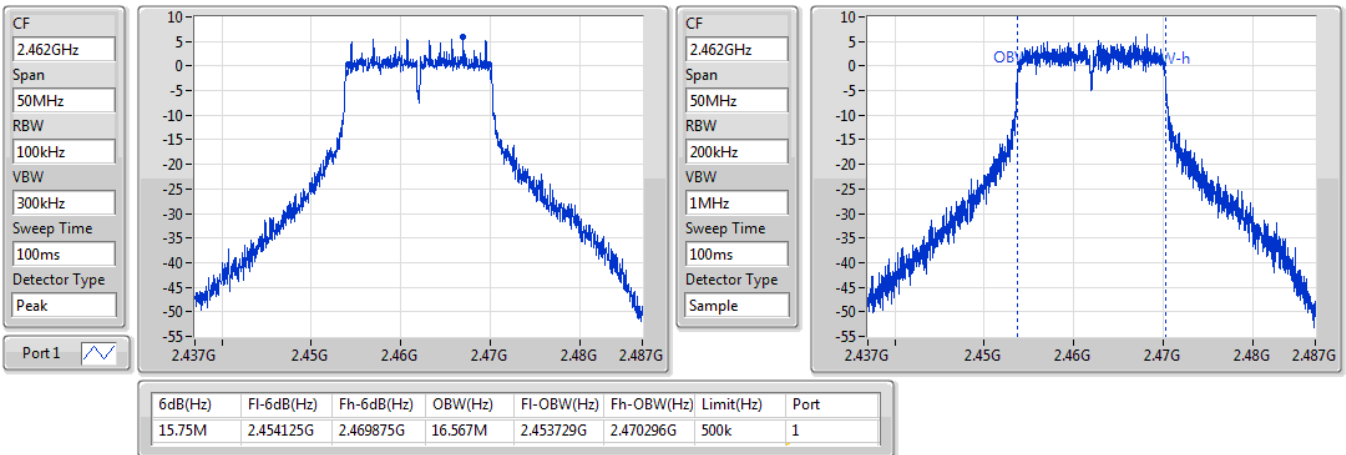 CF
2.462GHz
Span
50MHz
RBW
100kHz
VBW
300kHz
Sweep Time
100ms
Detector Type
Peak
Port 1
10
5
0
-5
-10
-15
-20
-25
-30
-35
-40
-45
-50
-55
2.437G 2.45G 2.46G 2.47G 2.48G 2.487G
CF
2.462GHz
Span
50MHz
RBW
200kHz
VBW
1MHz
Sweep Time
100ms
Detector Type
Sample
10
5
0
-5
-10
-15
-20
-25
-30
-35
-40
-45
-50
-55
2.437G 2.45G 2.46G 2.47G 2.48G 2.487G
6dB(Hz) Fl-6dB(Hz) Fh-6dB(Hz) OBW(Hz) Fl-OBW(Hz) Fh-OBW(Hz) Limit(Hz) Port
15.75M 2.454125G 2.469875G 16.567M 2.453729G 2.470296G 500k 1